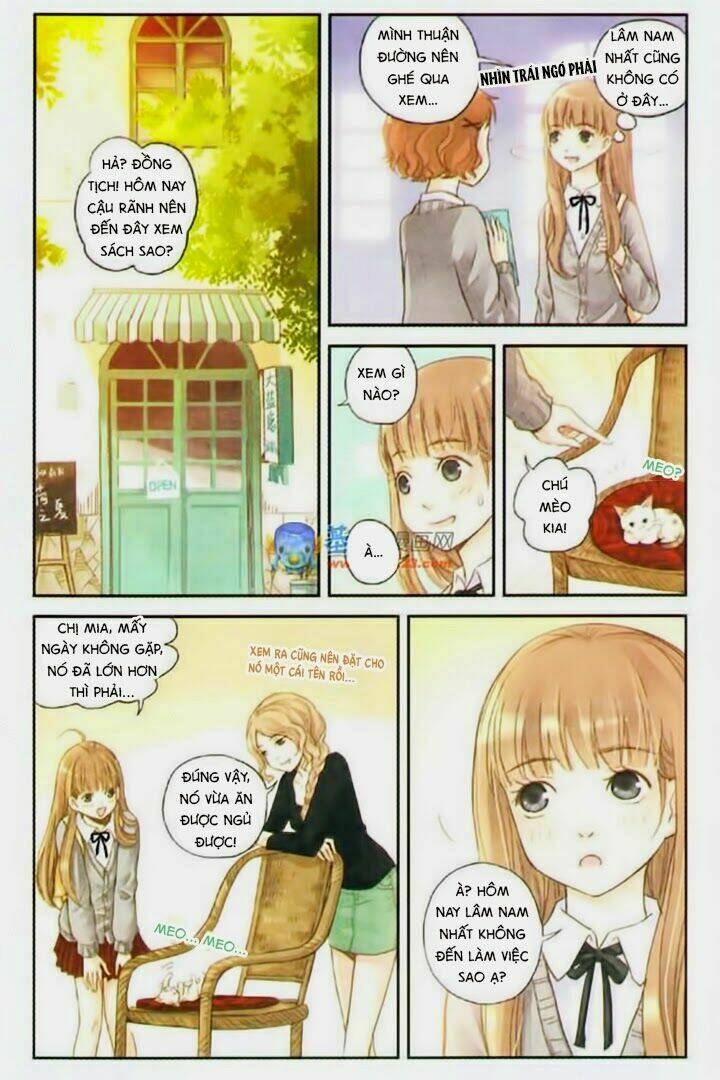 HẢ? ĐỒNG
TỊCH! HÔM NAY
CẬU RÃNH NÊN
ĐẾN ĐÂY XEM
SÁCH SAO?
OPEN
MÌNH THUẬN
ĐƯỜNG NÊN
GHÉ QUA
XEM...
NHÌN TRÁI NGÓ PHẢI
LÂM NAM
NHẤT CŨNG
KHÔNG CÓ
Ở ĐÂY...
XEM GÌ
NÀO?
À...
CHÚ
MÈO
KIA!
MEO?
CHỊ MIA, MẤY
NGÀY KHÔNG GẶP,
NÓ ĐÃ LỚN HƠN
THÌ PHẢI...
XEM RA CŨNG NÊN ĐẶT CHO
NÓ MỘT CÁI TÊN RỒI...
ĐÚNG VẬY,
NÓ VỪA ĂN
ĐƯỢC NGỦ
ĐƯỢC!
MEO... MEO...
À? HÔM
NAY LÂM NAM
NHẤT KHÔNG
ĐẾN LÀM VIỆC
SAO Ạ?